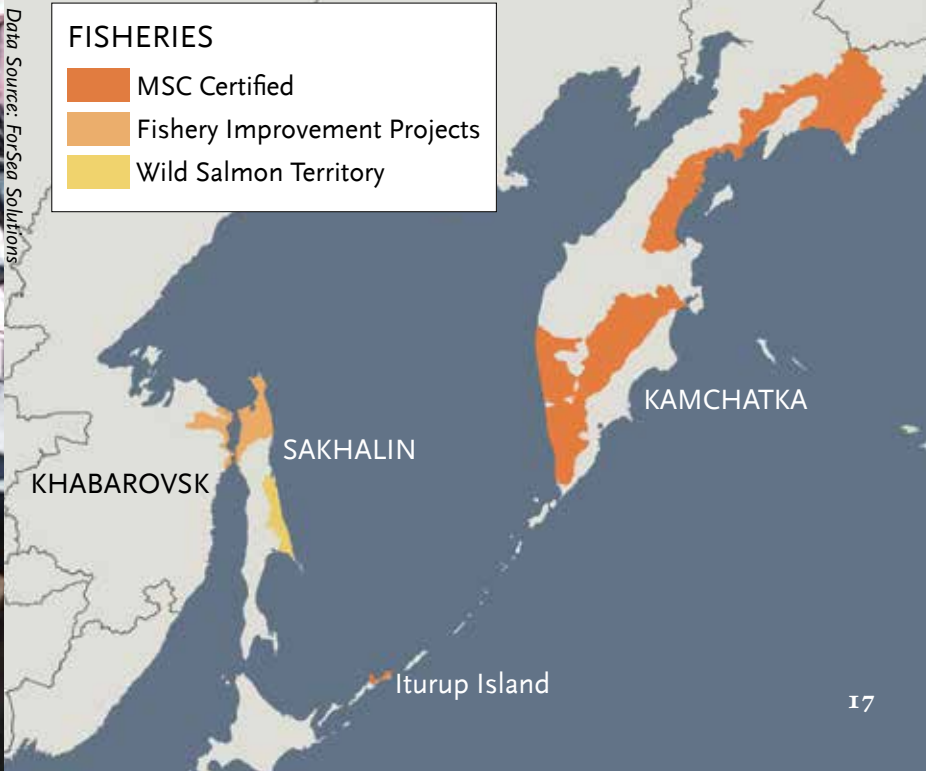 Data Source: ForSea Solutions
FISHERIES
MSC Certified
Fishery Improvement Projects
Wild Salmon Territory
KAMCHATKA
SAKHALIN
KHABAROVSK
Iturup Island
17